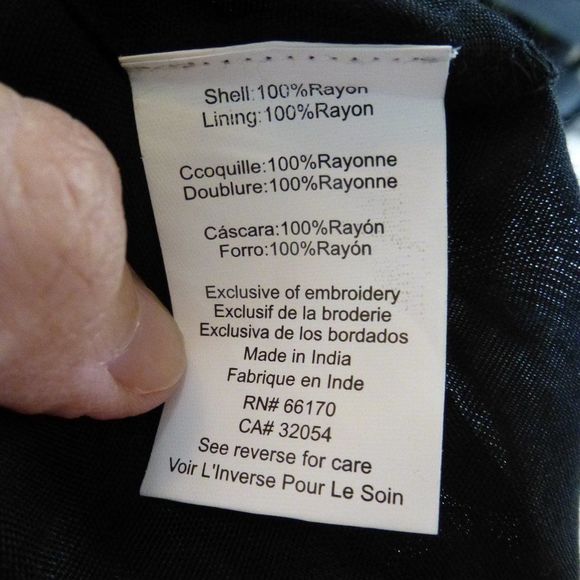 Shell:100%Rayon
Lining:100%Rayon
Ccoquille:100%Rayonne
Doublure:100%Rayonne
Cáscara:100%Rayón
Forro:100%Rayón
Exclusive of embroidery
Exclusif de la broderie
Exclusiva de los bordados
Made in India
Fabrique en Inde
RN# 66170
CA# 32054
See reverse for care
Voir L'Inverse Pour Le Soin